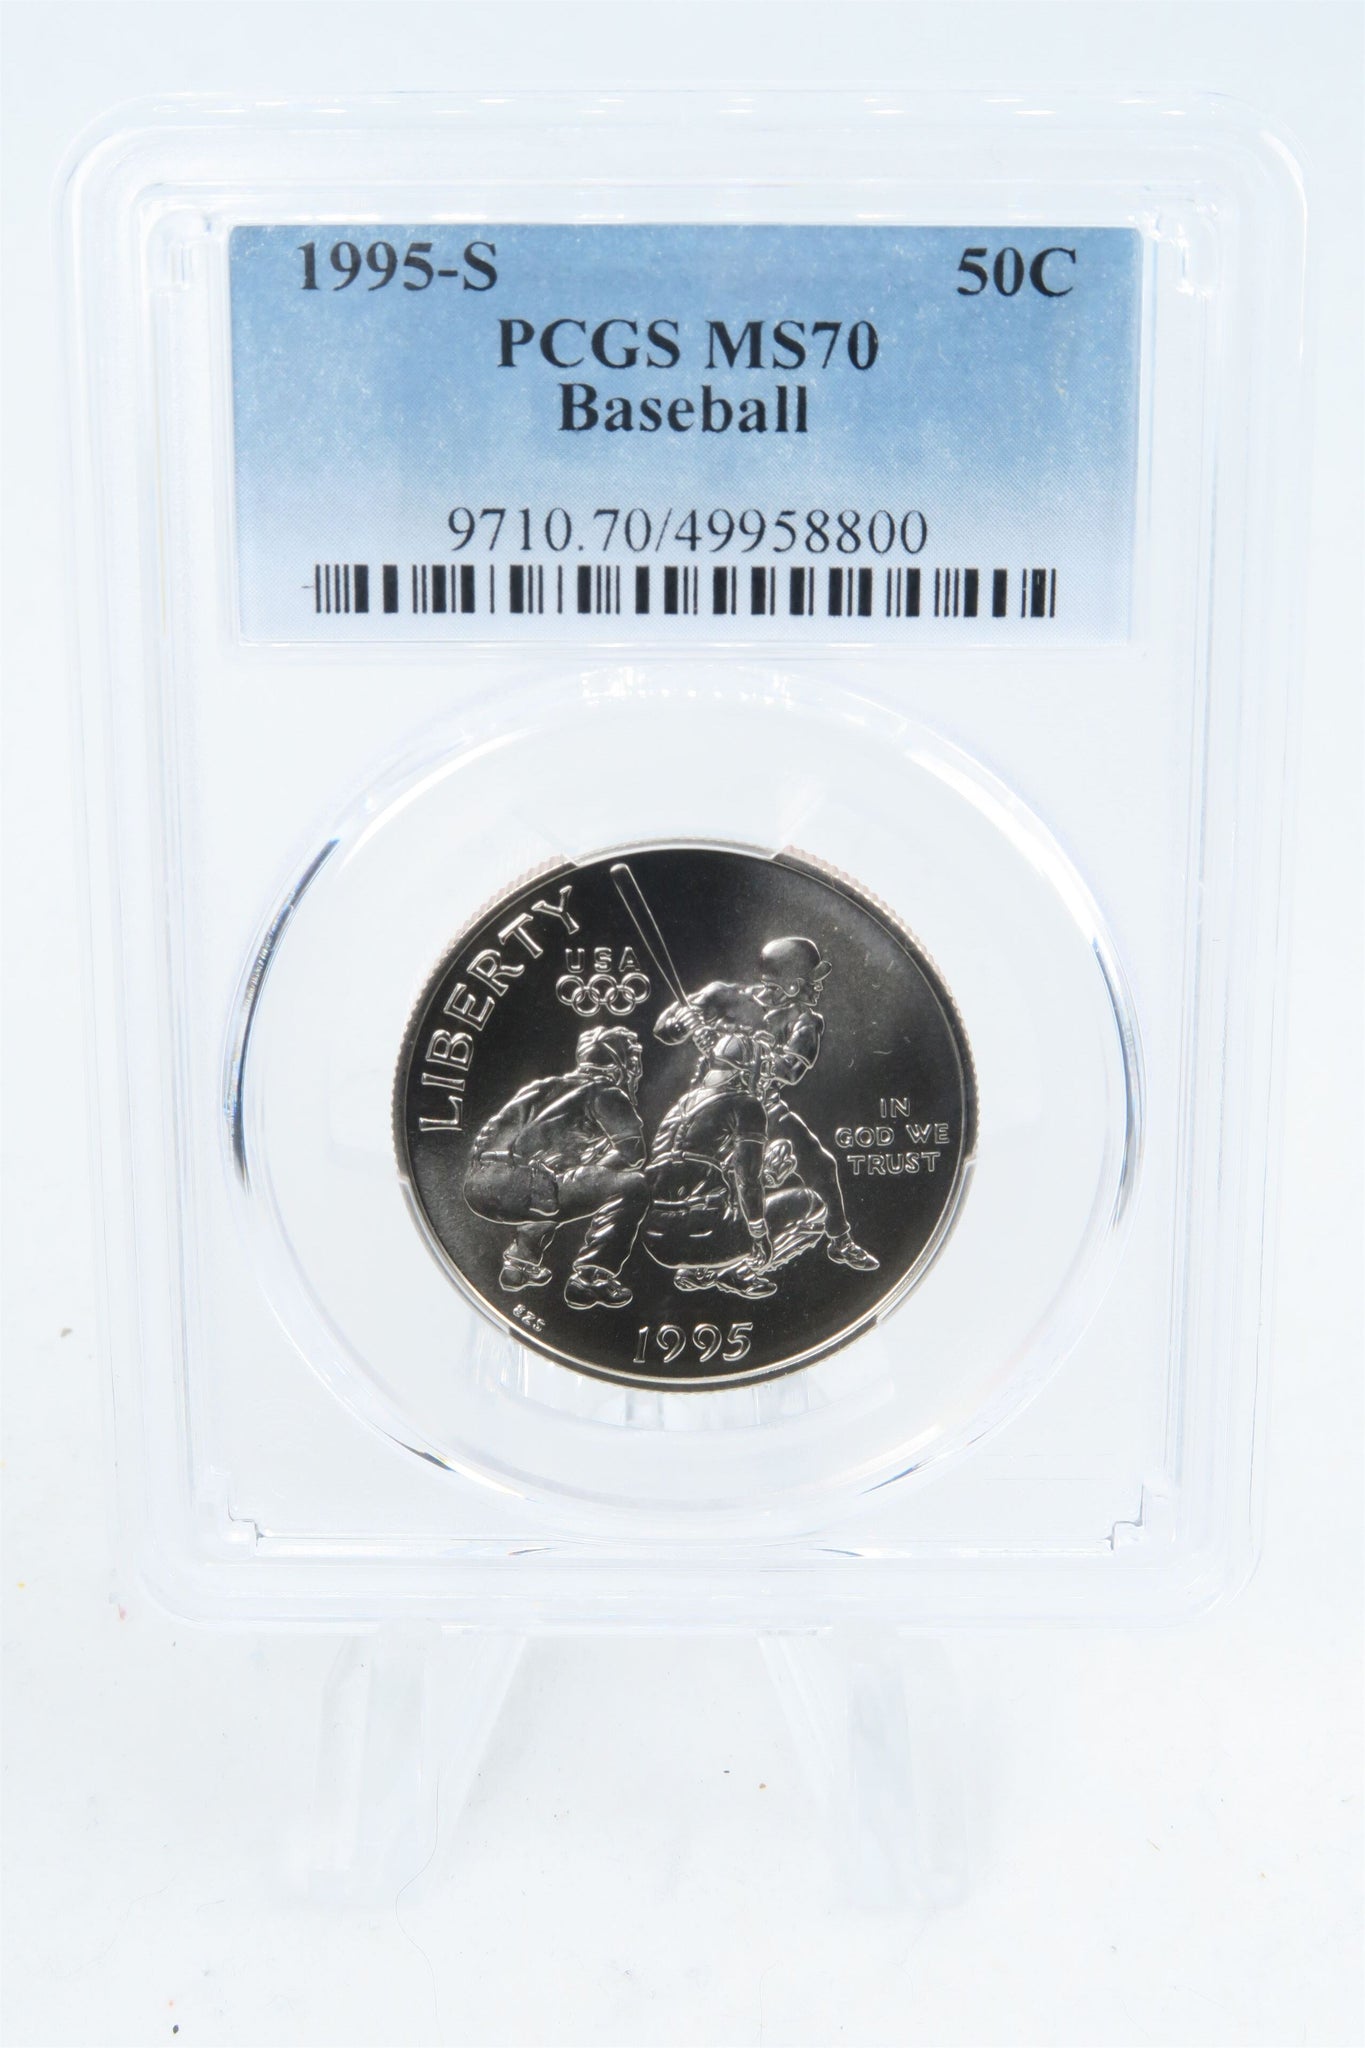 1995-S 50C
PCGS MS70
Baseball
9710.70/49958800
LIBERTY
USA
IN
GOD WE
TRUST
1995